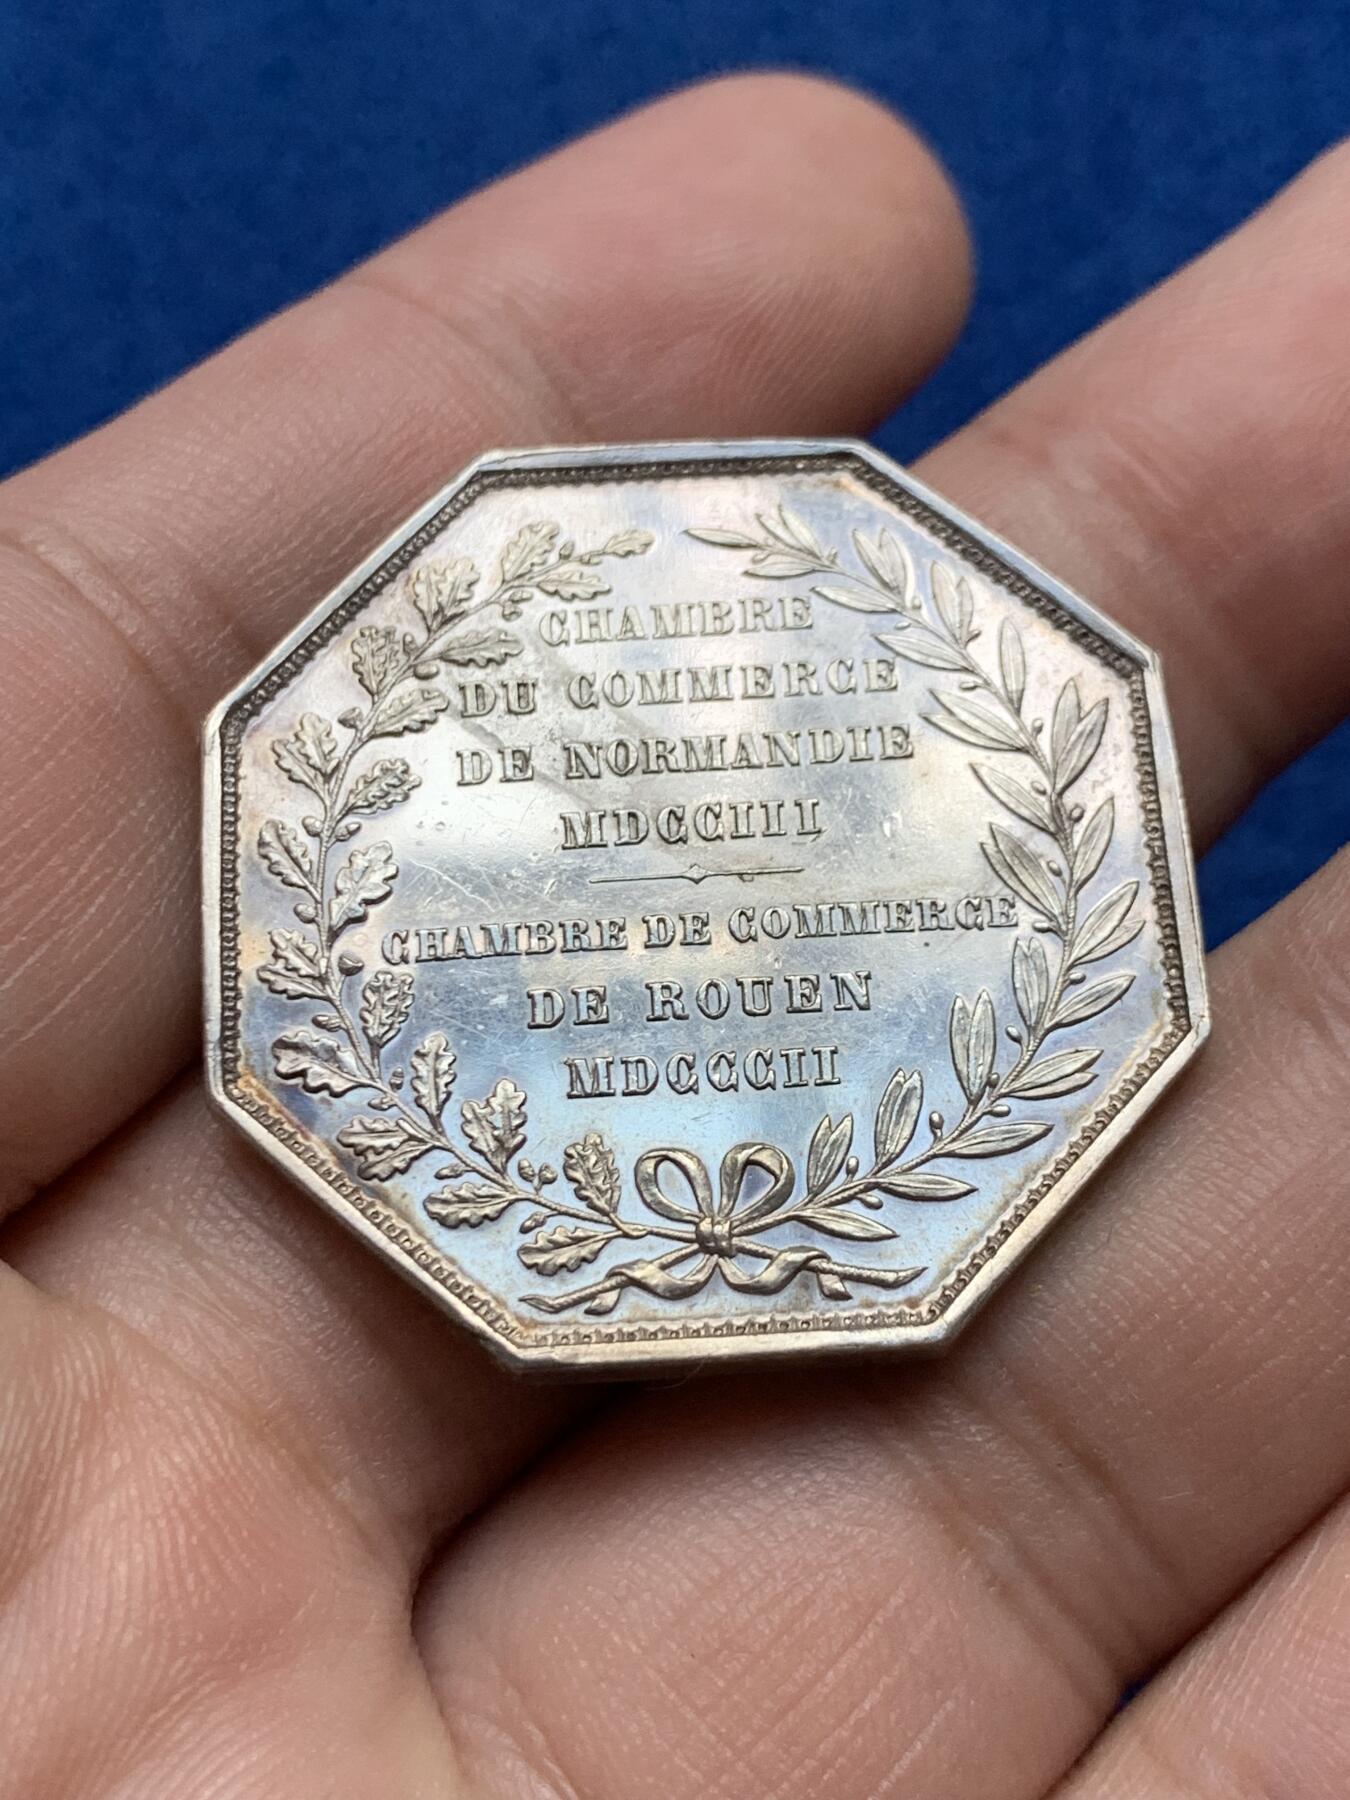 CHAMBRE
DU COMMERCE
DE NORMANDIE
MDCCIII
CHAMBRE DE COMMERCE
DE ROUEN
MDCCCII